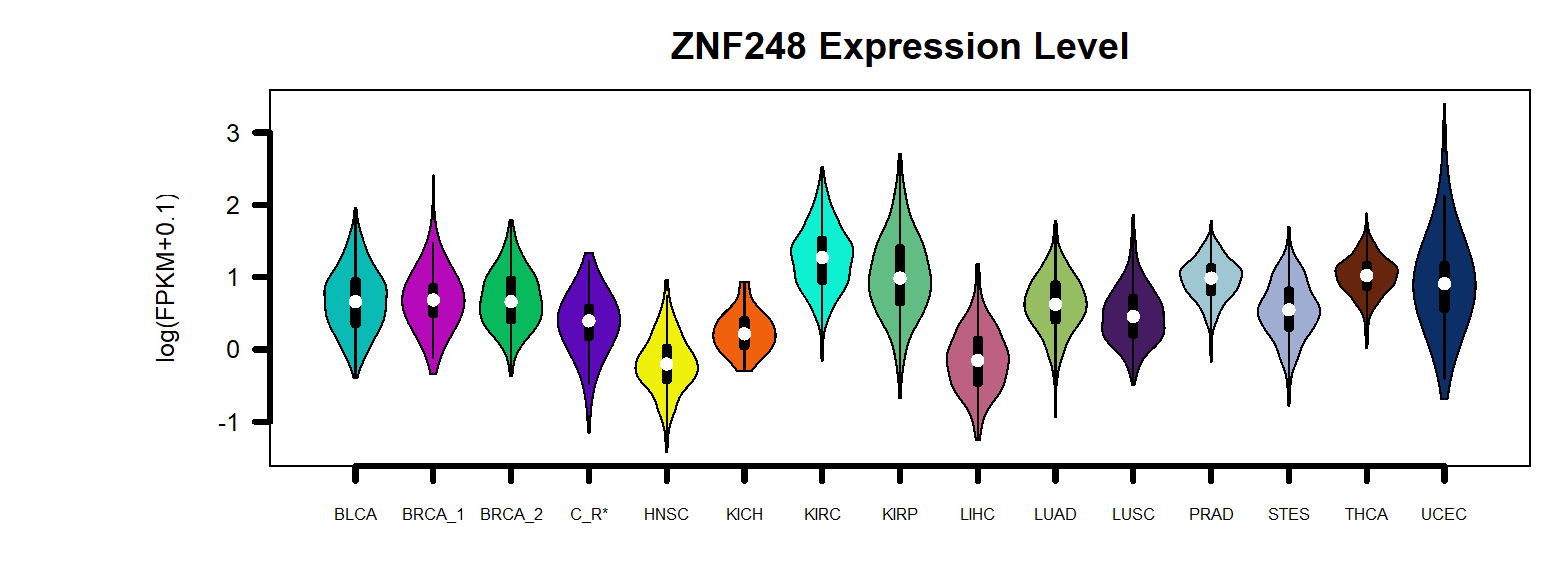 ZNF248 Expression Level
log(FPKM+0.1)
3
2
1
0
-1
BLCA BRCA_1 BRCA_2 C_R* HNSC KICH KIRC KIRP LIHC LUAD LUSC PRAD STES THCA UCEC